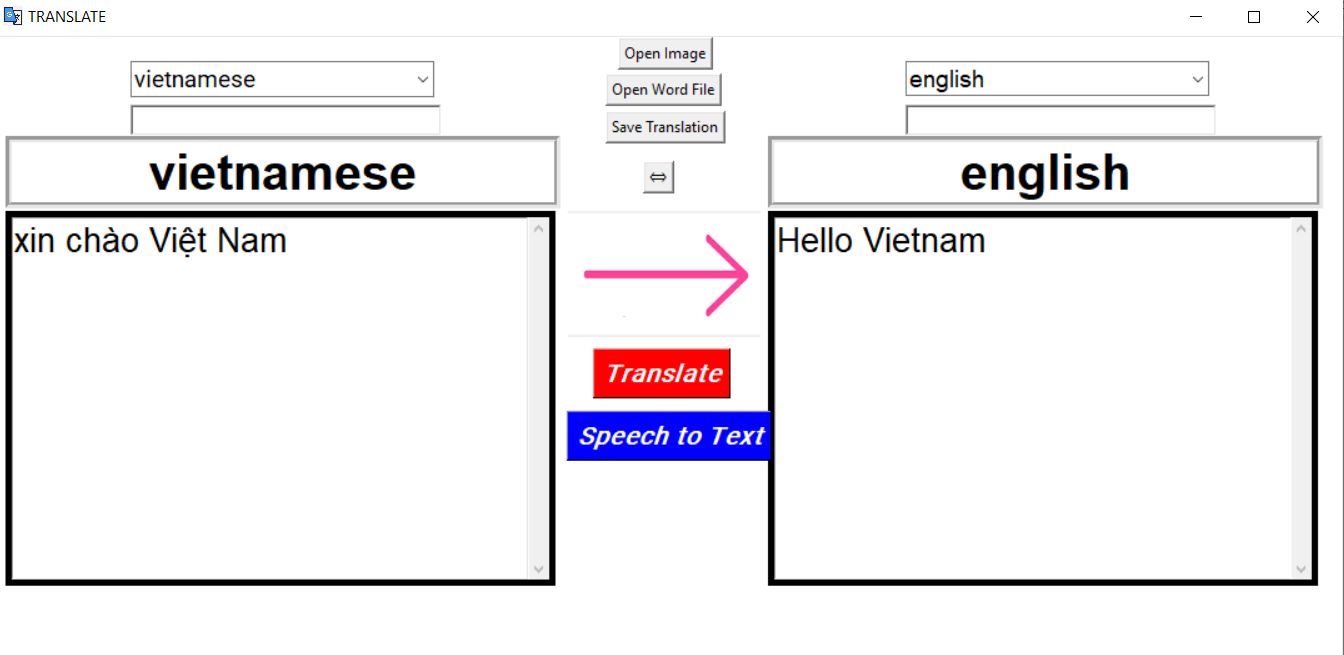 TRANSLATE
Open Image
vietnamese
english
Open Word File
Save Translation
vietnamese
english
⇔
xin chào Việt Nam
Hello Vietnam
Translate
Speech to Text